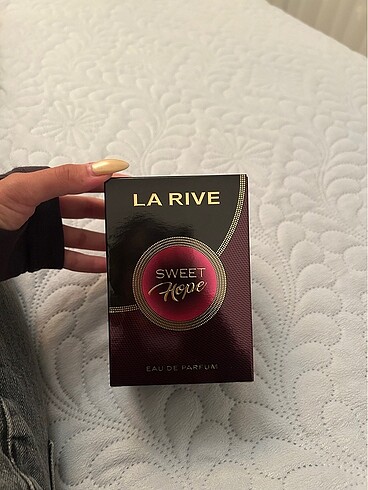 LA RIVE
SWEET
Hope
EAU DE PARFUM